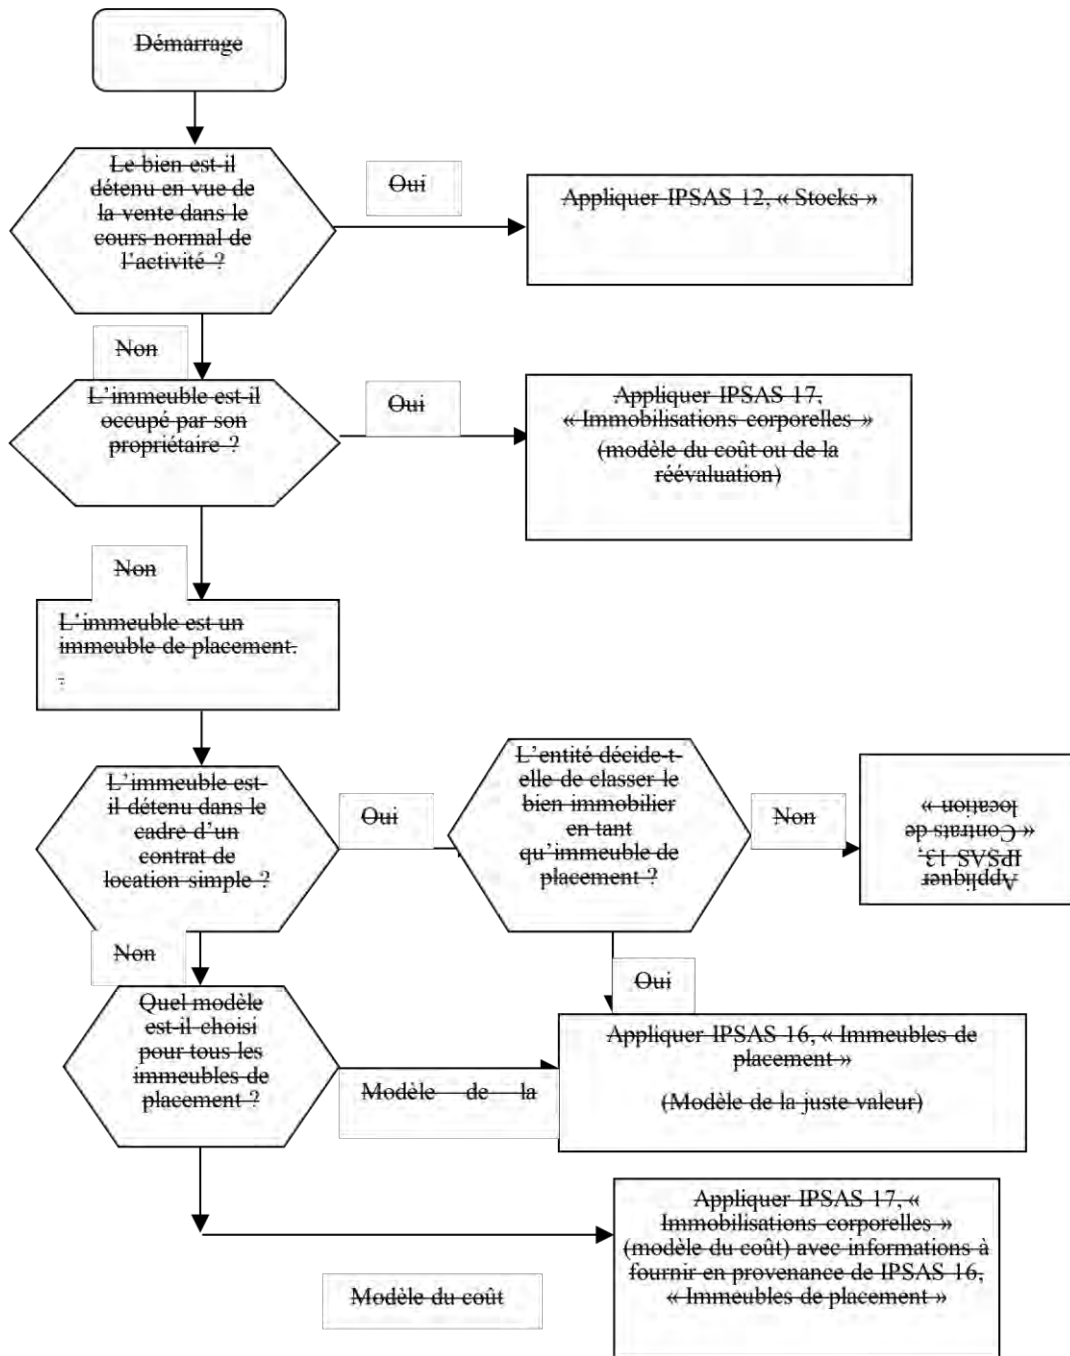 Démarrage
Le bien est-il
détenu en vue de
la vente dans le
cours normal de
l'activité ?
Oui
Appliquer IPSAS 12, « Stocks »
Non
L'immeuble est-il
occupé par son
propriétaire ?
Oui
Appliquer IPSAS 17,
« Immobilisations corporelles »
(modèle du coût ou de la
réévaluation)
Non
L'immeuble est un
immeuble de placement.
L'immeuble est-
il détenu dans le
cadre d'un
contrat de
location simple ?
Oui
L'entité décide-t-
elle de classer le
bien immobilier
en tant
qu'immeuble de
placement ?
Non
Appliquer
IPSAS 13,
« Contrats de
location »
Non
Oui
Quel modèle
est-il choisi
pour tous les
immeubles de
placement ?
Modèle de la
Appliquer IPSAS 16, « Immeubles de
placement »
(Modèle de la juste valeur)
Modèle du coût
Appliquer IPSAS 17, «
Immobilisations corporelles »
(modèle du coût) avec informations à
fournir en provenance de IPSAS 16,
« Immeubles de placement »